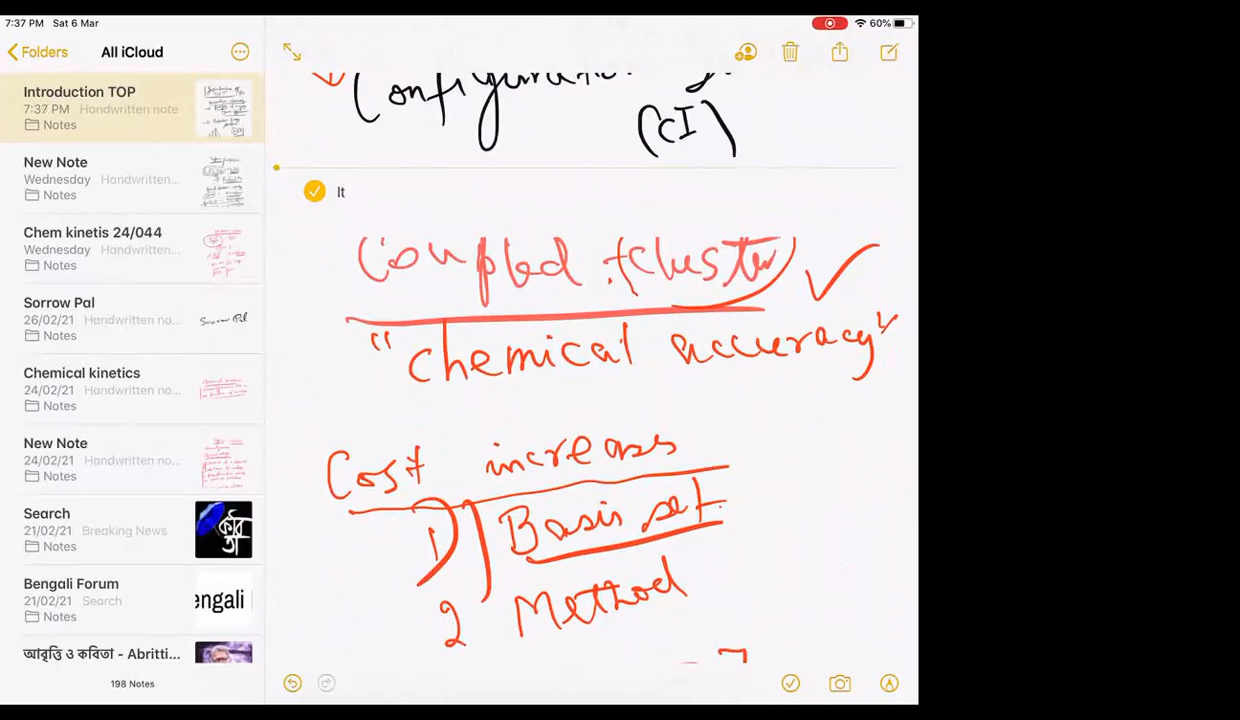 7:37 PM Sat 6 Mar
60%
Folders
All iCloud
Introduction TOP
7:37 PM Handwritten note
Notes
New Note
Wednesday Handwritten...
Notes
Chem kinetis 24/044
Wednesday Handwritten...
Notes
Sorrow Pal
26/02/21 Handwritten no...
Notes
Chemical kinetics
24/02/21 Handwritten no...
Notes
New Note
24/02/21 Handwritten no...
Notes
Search
21/02/21 Breaking News
Notes
Bengali Forum
21/02/21 Search
Notes
engali
আবৃত্তি ও কবিতা - Abritti...
198 Notes
Configuration
(CI)
It
Coupled cluster
"chemical accuracy"
Cost increases
1) Basis set
2 Method